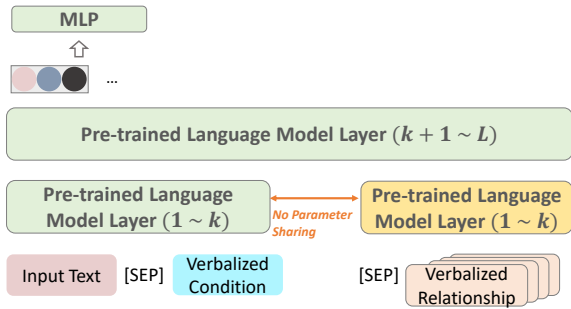 MLP
...
Pre-trained Language Model Layer (k + 1 ~ L)
Pre-trained Language
Model Layer (1 ~ k)
No Parameter
Sharing
Pre-trained Language
Model Layer (1 ~ k)
Input Text
[SEP]
Verbalized
Condition
[SEP]
Verbalized
Relationship